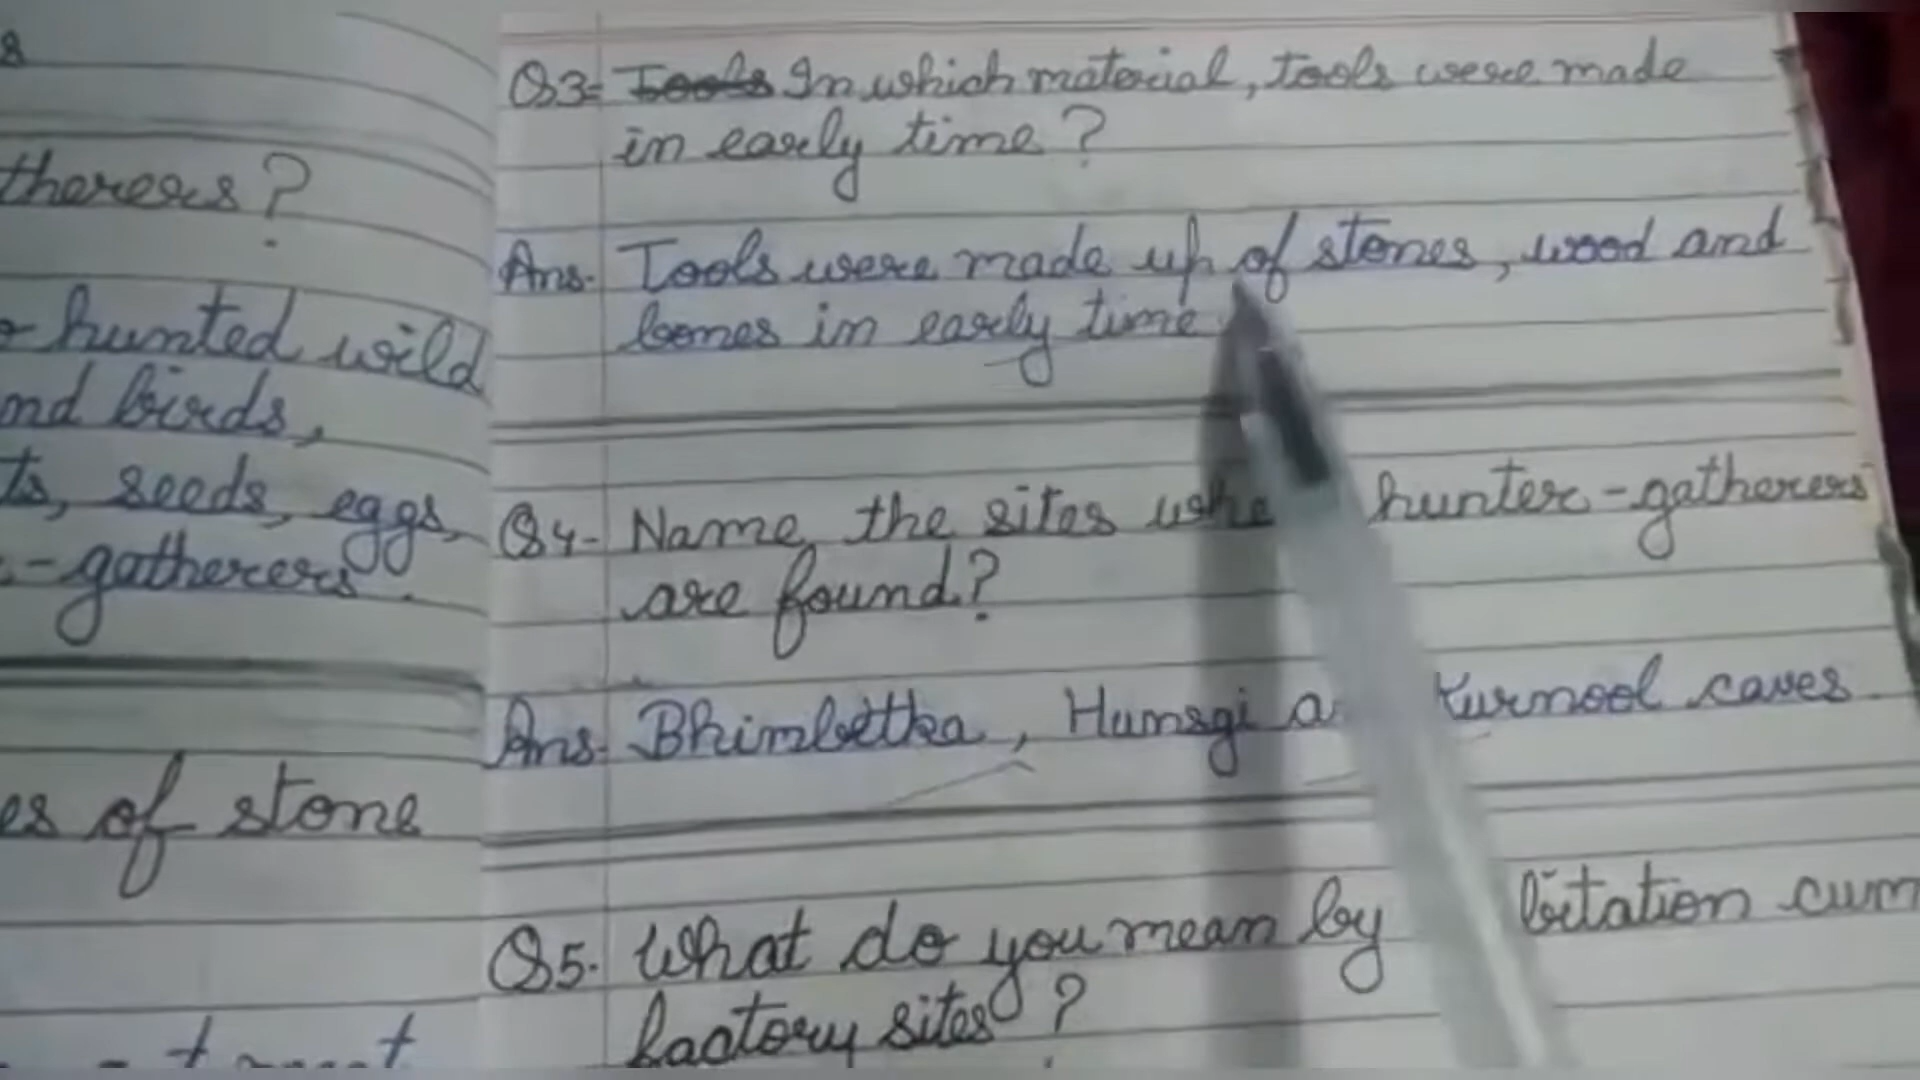 s
therers?
hunted wild
nd birds,
ts, seeds, eggs,
-gatherers.
es of stone
Q3- Tools In which material, tools were made
in early time?
Ans- Tools were made up of stones, wood and
bones in early time
Q4- Name the sites whe hunter-gatherers
are found?
Ans- Bhimbetka, Hunsgi a Kurnool caves
Q5- What do you mean by bitation cum
factory sites?